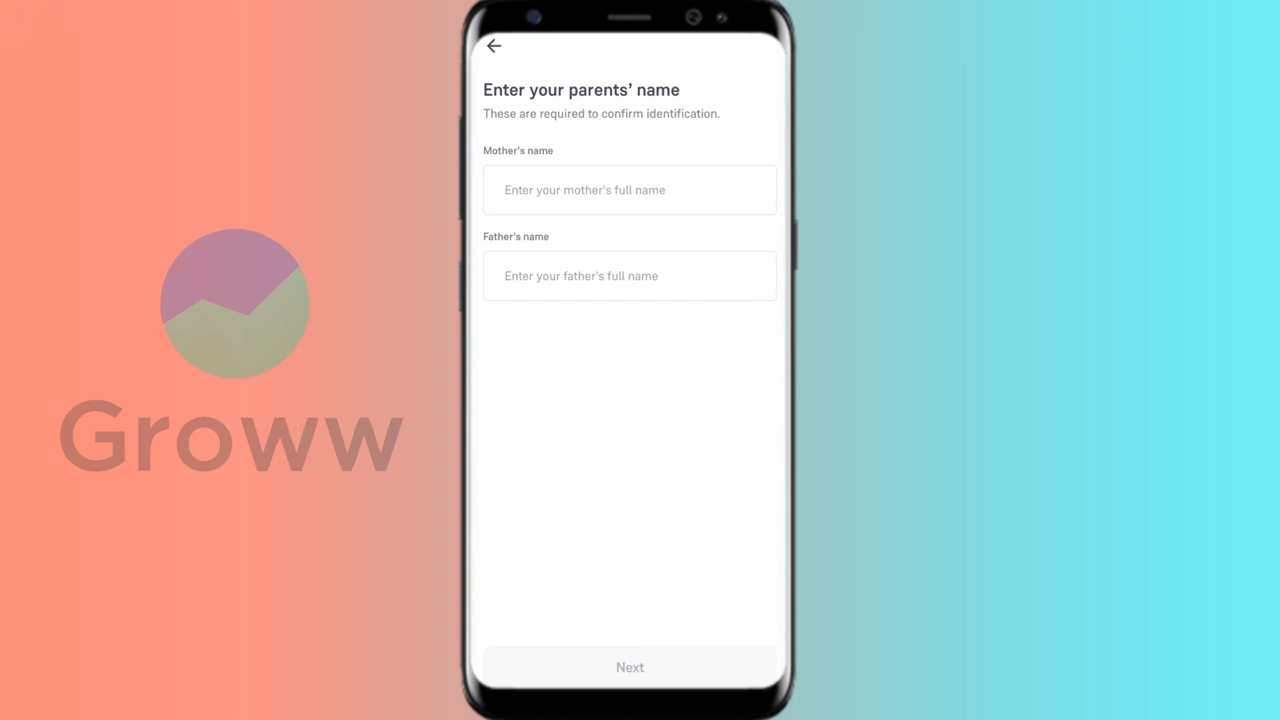 Enter your parents’ name
These are required to confirm identification.
Mother's name
Enter your mother's full name
Father's name
Enter your father's full name
Next
Groww